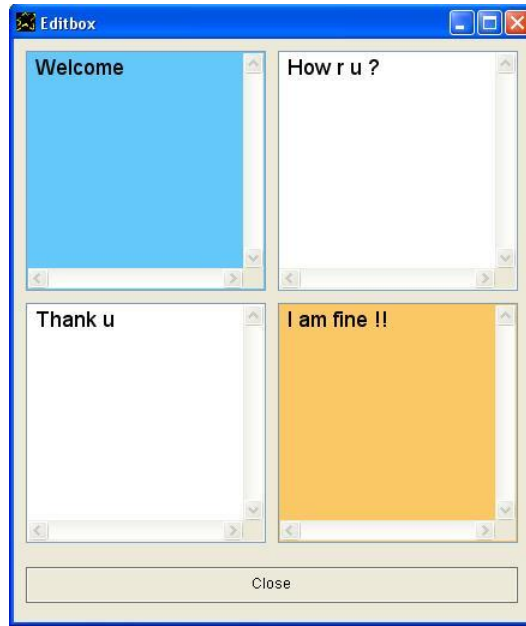 Editbox
Welcome
How r u ?
Thank u
I am fine !!
Close